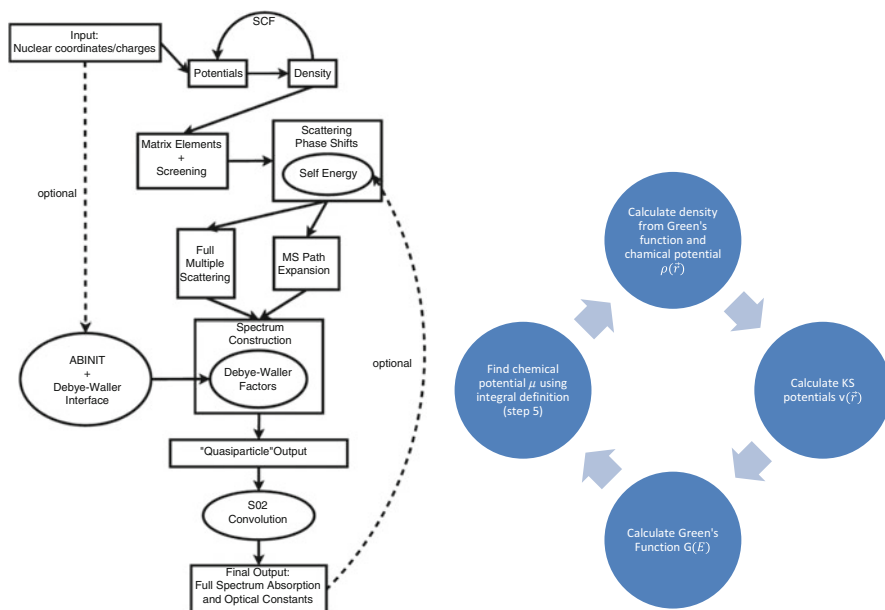 SCF
Input:
Nuclear coordinates/charges
Potentials
Density
Matrix Elements
+
Screening
Scattering
Phase Shifts
Self Energy
optional
Full
Multiple
Scattering
MS Path
Expansion
Spectrum
Construction
Debye-Waller
Factors
ABINIT
+
Debye-Waller
Interface
optional
"Quasiparticle"Output
S02
Convolution
Final Output:
Full Spectrum Absorption
and Optical Constants
Calculate density
from Green's
function and
chamical potential
ρ(r⃗)
Find chemical
potential μ using
integral definition
(step 5)
Calculate KS
potentials v(r⃗)
Calculate Green's
Function G(E)